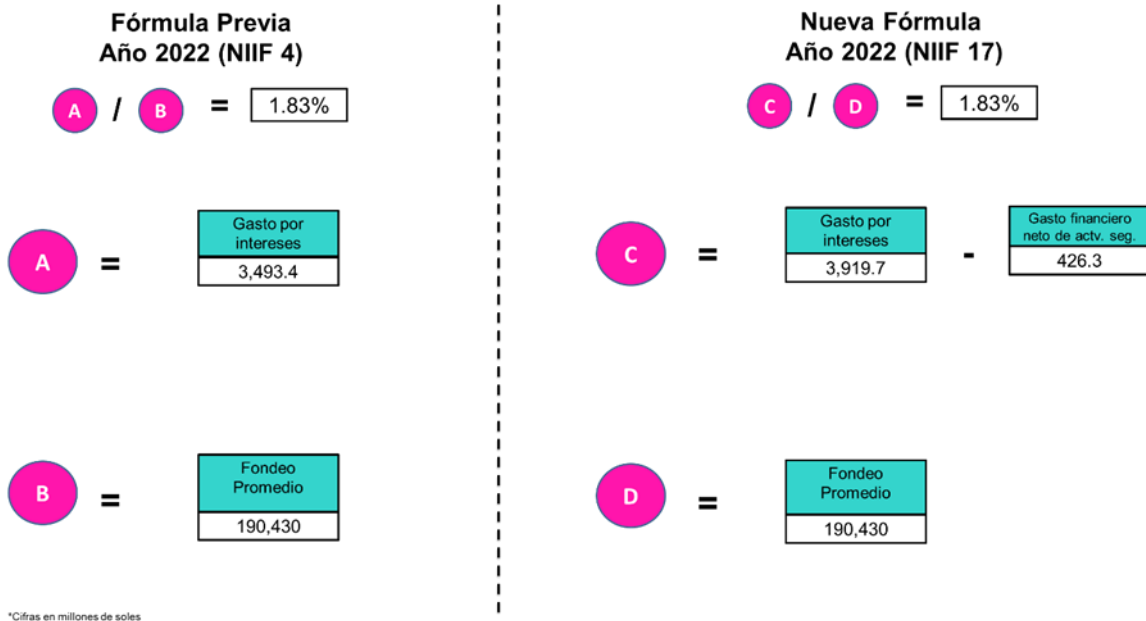 Fórmula Previa
Año 2022 (NIIF 4)
A / B = 1.83%
A =
Gasto por
intereses
3,493.4
B =
Fondeo
Promedio
190,430
Nueva Fórmula
Año 2022 (NIIF 17)
C / D = 1.83%
C =
Gasto por
intereses
3,919.7
-
Gasto financiero
neto de actv. seg.
426.3
D =
Fondeo
Promedio
190,430
*Cifras en millones de soles